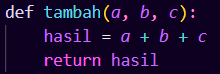 def tambah(a, b, c):
    hasil = a + b + c
    return hasil